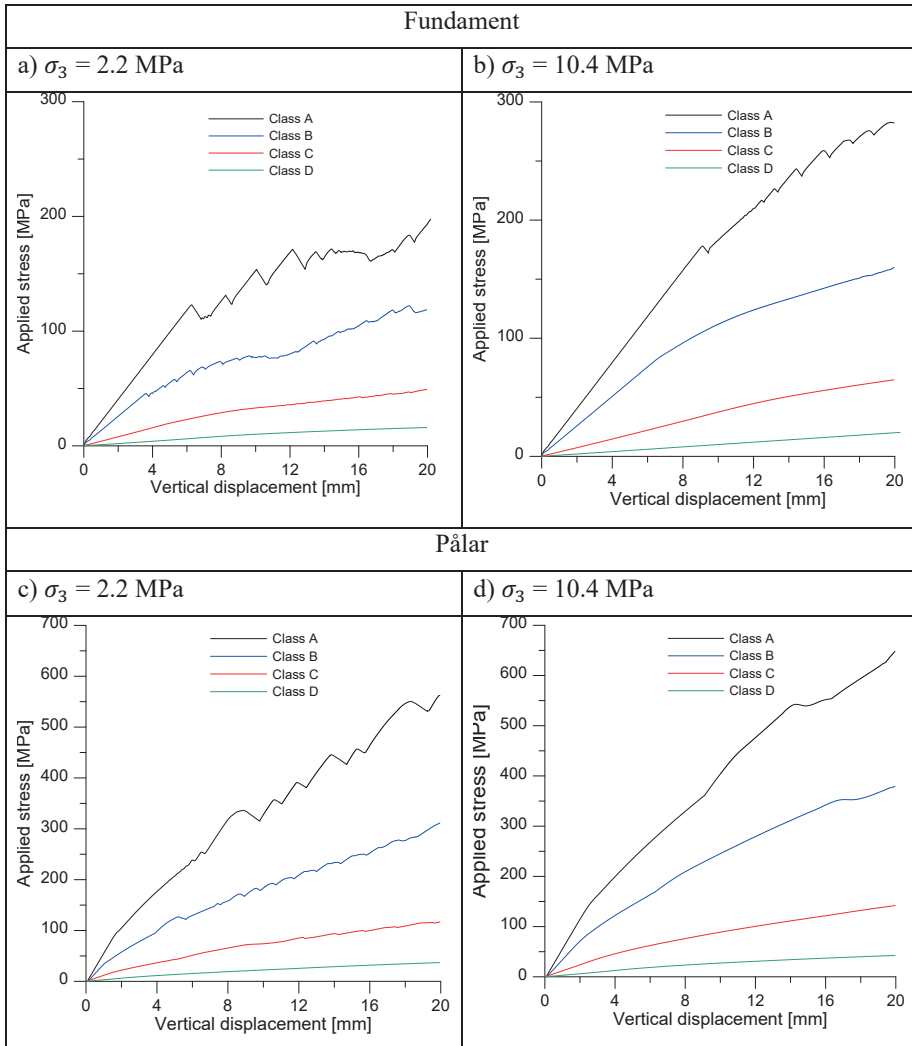 Fundament
a) σ₃ = 2.2 MPa
b) σ₃ = 10.4 MPa
300
200
100
0
Applied stress [MPa]
Class A
Class B
Class C
Class D
0 4 8 12 16 20
Vertical displacement [mm]
300
200
100
0
Applied stress [MPa]
Class A
Class B
Class C
Class D
0 4 8 12 16 20
Vertical displacement [mm]
Pålar
c) σ₃ = 2.2 MPa
d) σ₃ = 10.4 MPa
700
600
500
400
300
200
100
0
Applied stress [MPa]
Class A
Class B
Class C
Class D
0 4 8 12 16 20
Vertical displacement [mm]
700
600
500
400
300
200
100
0
Applied stress [MPa]
Class A
Class B
Class C
Class D
0 4 8 12 16 20
Vertical displacement [mm]